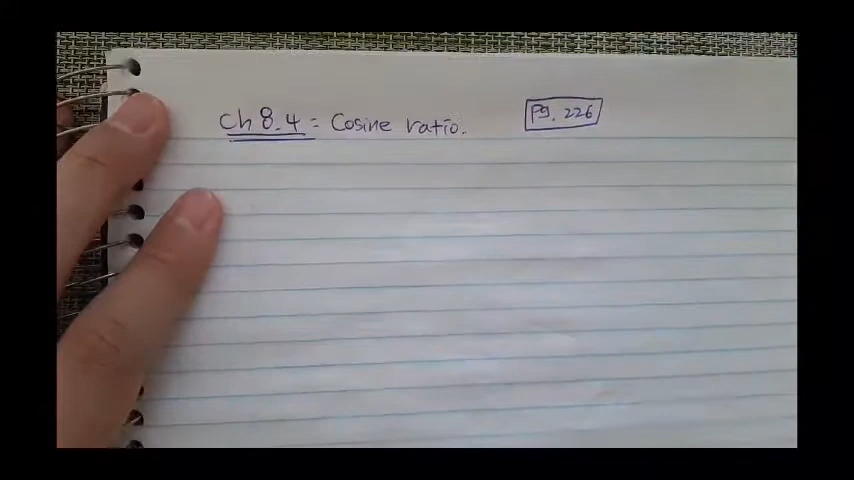 Ch 8.4 = Cosine ratio. Pg. 226